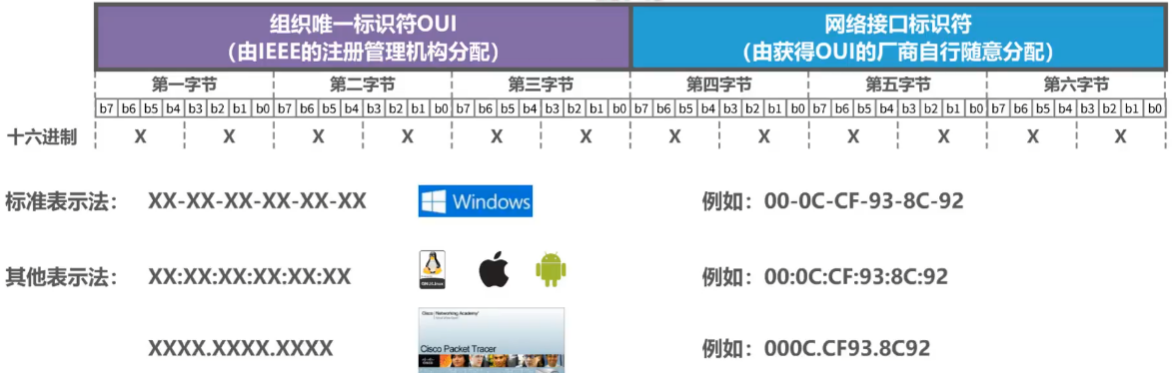 组织唯一标识符OUI
（由IEEE的注册管理机构分配）
网络接口标识符
（由获得OUI的厂商自行随意分配）
第一字节 第二字节 第三字节 第四字节 第五字节 第六字节
b7 b6 b5 b4 b3 b2 b1 b0 b7 b6 b5 b4 b3 b2 b1 b0 b7 b6 b5 b4 b3 b2 b1 b0 b7 b6 b5 b4 b3 b2 b1 b0 b7 b6 b5 b4 b3 b2 b1 b0 b7 b6 b5 b4 b3 b2 b1 b0
十六进制 X X X X X X X X X X X X
标准表示法： XX-XX-XX-XX-XX-XX Windows 例如：00-0C-CF-93-8C-92
其他表示法： XX:XX:XX:XX:XX:XX 例如：00:0C:CF:93:8C:92
Cisco Networking Academy
XXXX.XXXX.XXXX Cisco Packet Tracer 例如：000C.CF93.8C92